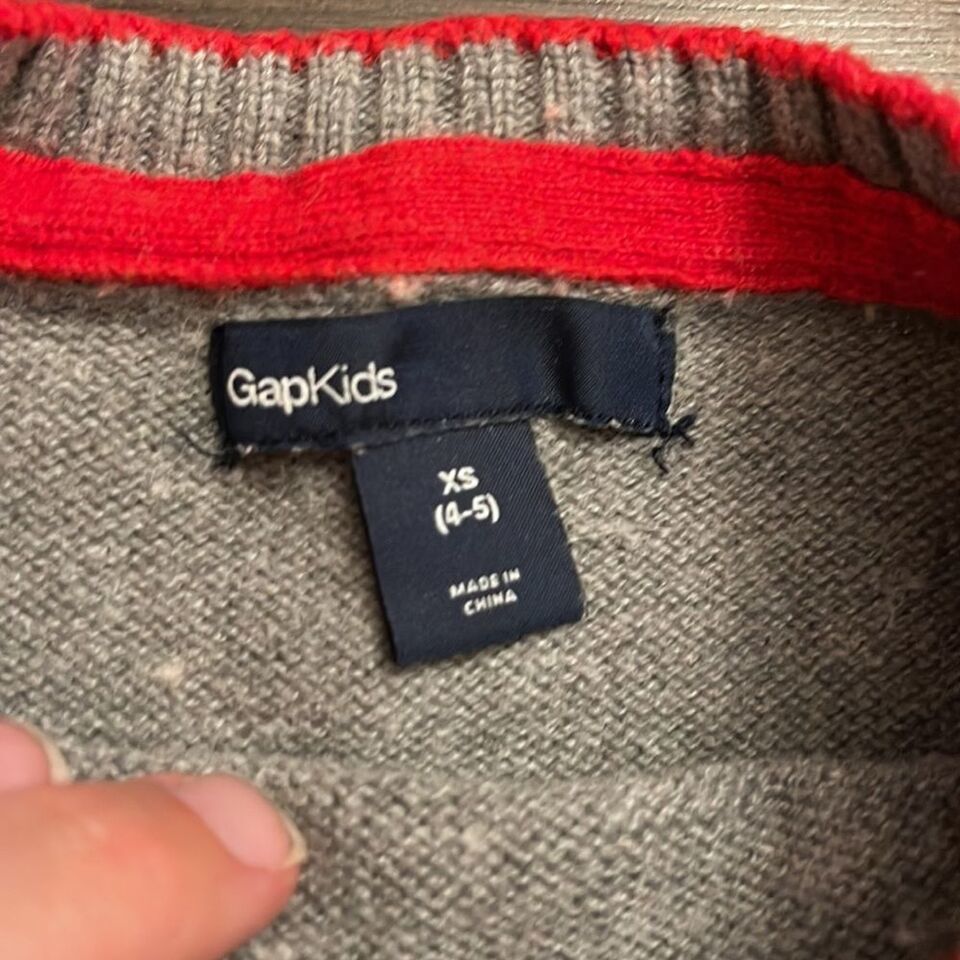 GapKids
XS
(4-5)
MADE IN
CHINA